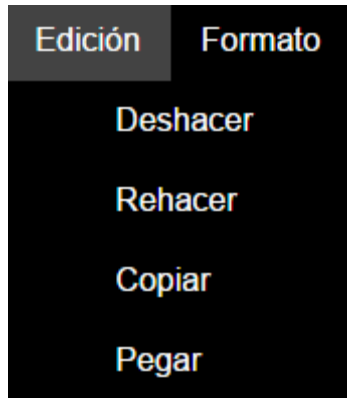 Edición Formato
Deshacer
Rehacer
Copiar
Pegar